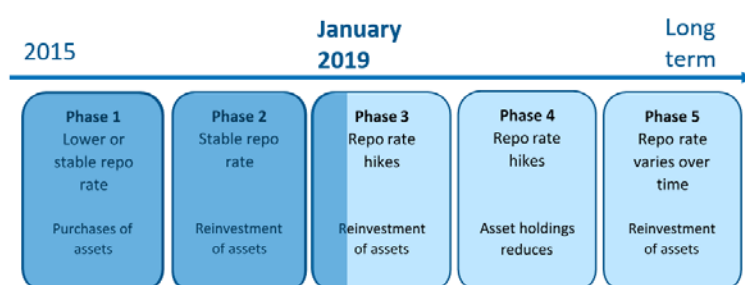 2015
January
2019
Long
term
Phase 1
Lower or
stable repo
rate
Purchases of
assets
Phase 2
Stable repo
rate
Reinvestment
of assets
Phase 3
Repo rate
hikes
Reinvestment
of assets
Phase 4
Repo rate
hikes
Asset holdings
reduces
Phase 5
Repo rate
varies over
time
Reinvestment
of assets